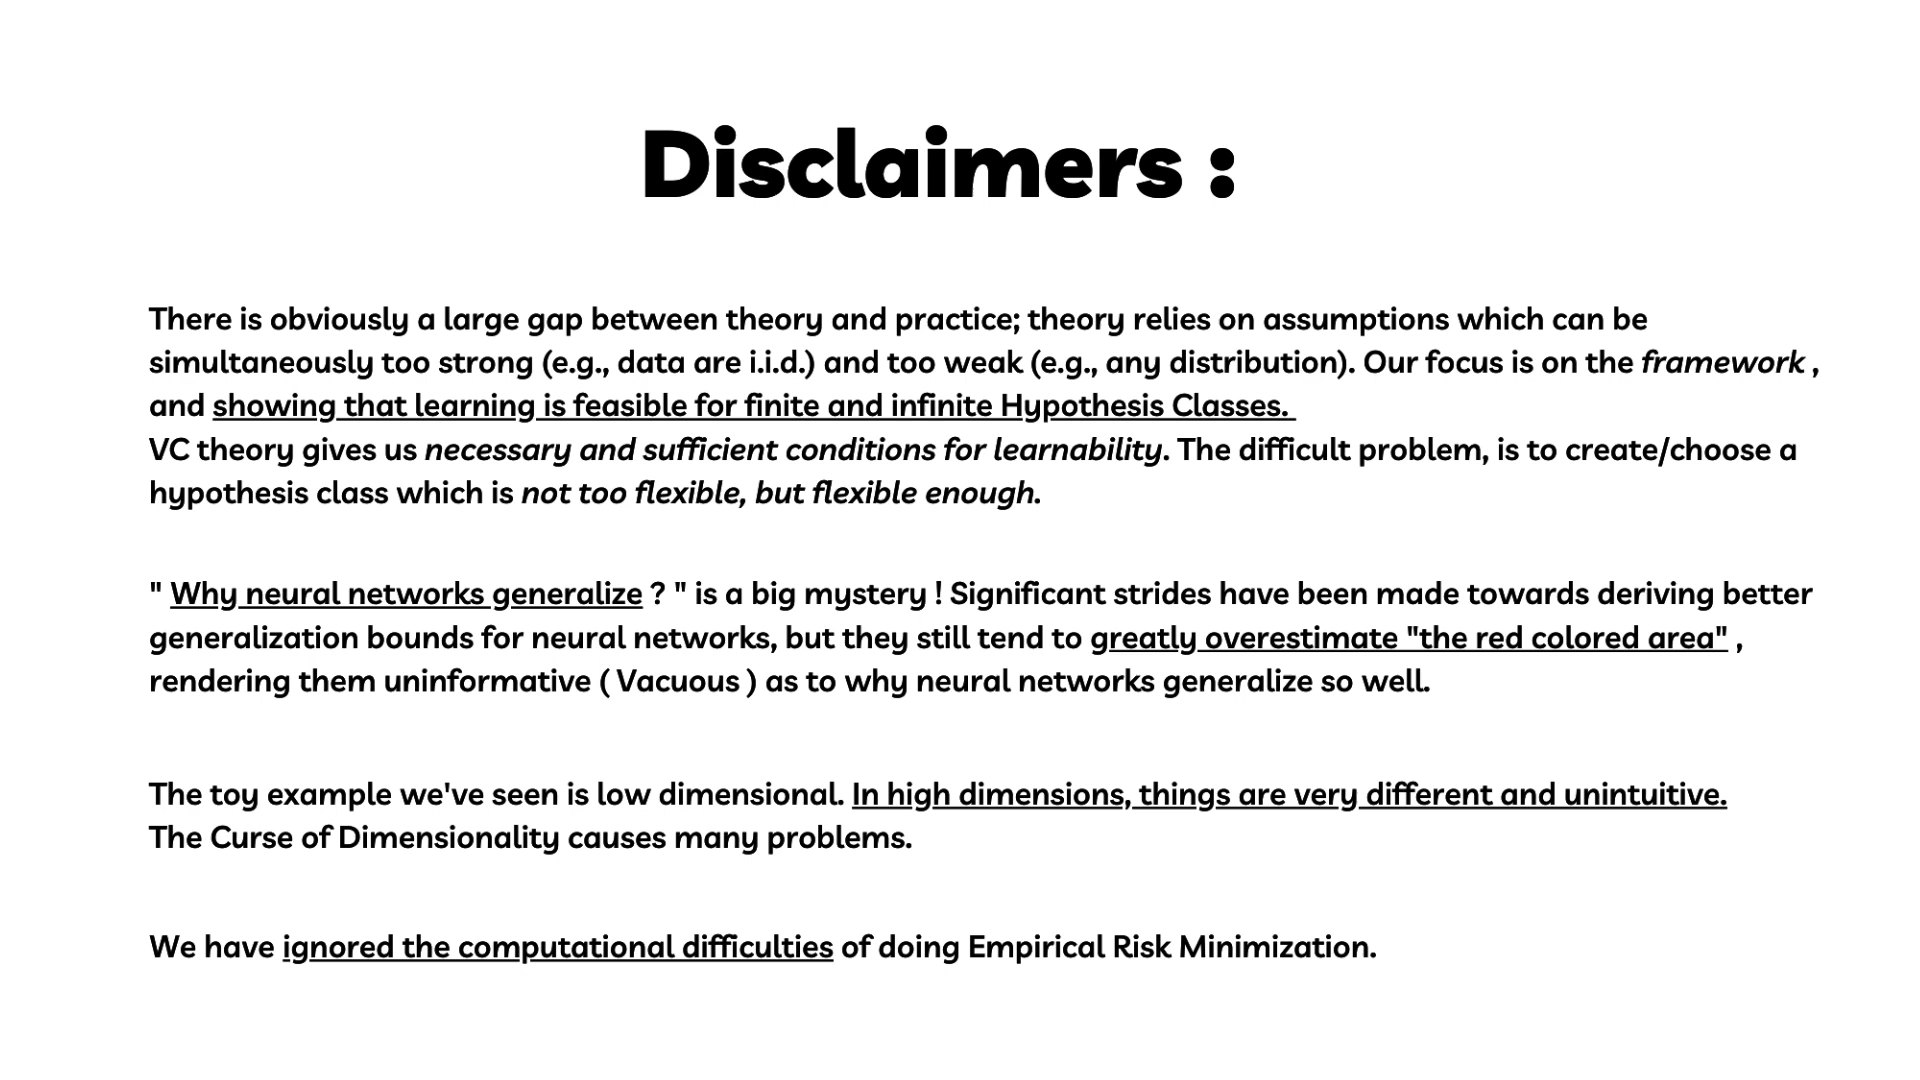 Disclaimers :
There is obviously a large gap between theory and practice; theory relies on assumptions which can be
simultaneously too strong (e.g., data are i.i.d.) and too weak (e.g., any distribution). Our focus is on the framework ,
and showing that learning is feasible for finite and infinite Hypothesis Classes.
VC theory gives us necessary and sufficient conditions for learnability. The difficult problem, is to create/choose a
hypothesis class which is not too flexible, but flexible enough.
" Why neural networks generalize ? " is a big mystery ! Significant strides have been made towards deriving better
generalization bounds for neural networks, but they still tend to greatly overestimate "the red colored area" ,
rendering them uninformative ( Vacuous ) as to why neural networks generalize so well.
The toy example we've seen is low dimensional. In high dimensions, things are very different and unintuitive.
The Curse of Dimensionality causes many problems.
We have ignored the computational difficulties of doing Empirical Risk Minimization.